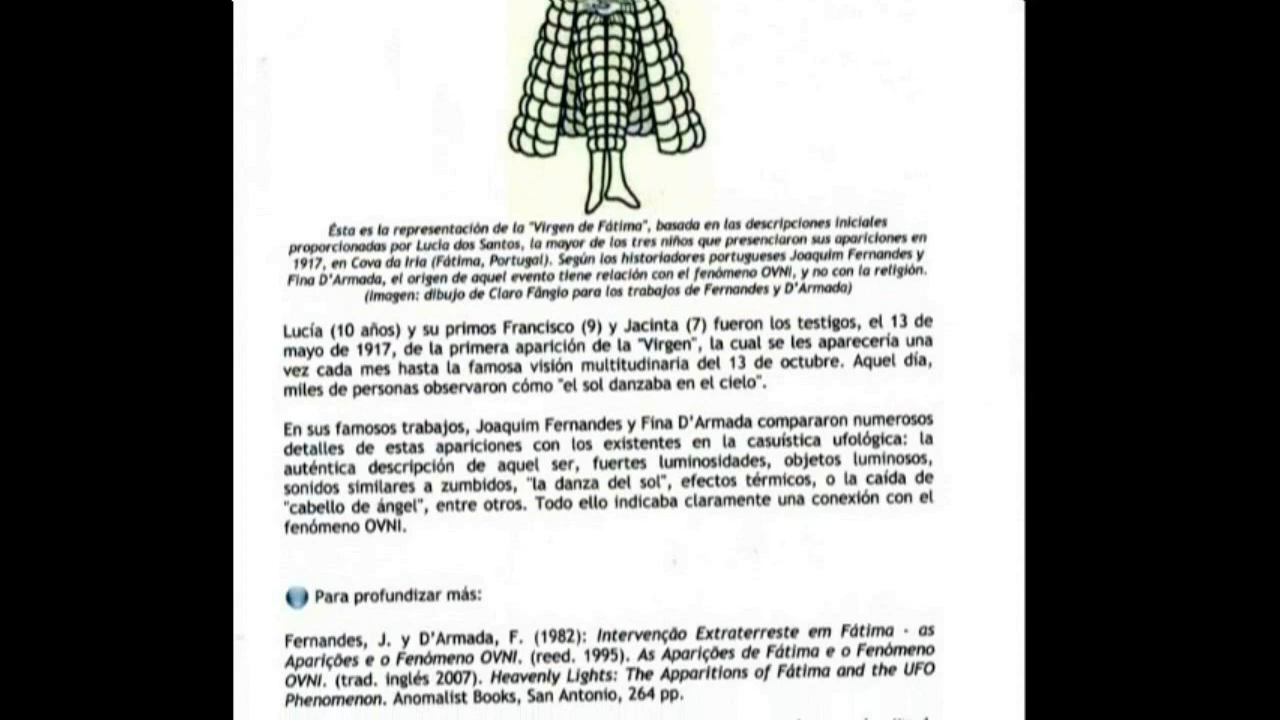 Ésta es la representación de la "Virgen de Fátima", basada en las descripciones iniciales
proporcionadas por Lucía dos Santos, la mayor de los tres niños que presenciaron sus apariciones en
1917, en Cova da Iria (Fátima, Portugal). Según los historiadores portugueses Joaquim Fernandes y
Fina D'Armada, el origen de aquel evento tiene relación con el fenómeno OVNI, y no con la religión.
(Imagen: dibujo de Claro Fângio para los trabajos de Fernandes y D'Armada)
Lucía (10 años) y su primos Francisco (9) y Jacinta (7) fueron los testigos, el 13 de
mayo de 1917, de la primera aparición de la "Virgen", la cual se les aparecería una
vez cada mes hasta la famosa visión multitudinaria del 13 de octubre. Aquel día,
miles de personas observaron cómo "el sol danzaba en el cielo".
En sus famosos trabajos, Joaquim Fernandes y Fina D'Armada compararon numerosos
detalles de estas apariciones con los existentes en la casuística ufológica: la
auténtica descripción de aquel ser, fuertes luminosidades, objetos luminosos,
sonidos similares a zumbidos, "la danza del sol", efectos térmicos, o la caída de
"cabello de ángel", entre otros. Todo ello indicaba claramente una conexión con el
fenómeno OVNI.
Para profundizar más:
Fernandes, J. y D'Armada, F. (1982): Intervenção Extraterreste em Fátima - as
Aparições e o Fenómeno OVNI. (reed. 1995). As Aparições de Fátima e o Fenómeno
OVNI. (trad. inglés 2007). Heavenly Lights: The Apparitions of Fátima and the UFO
Phenomenon. Anomalist Books, San Antonio, 264 pp.